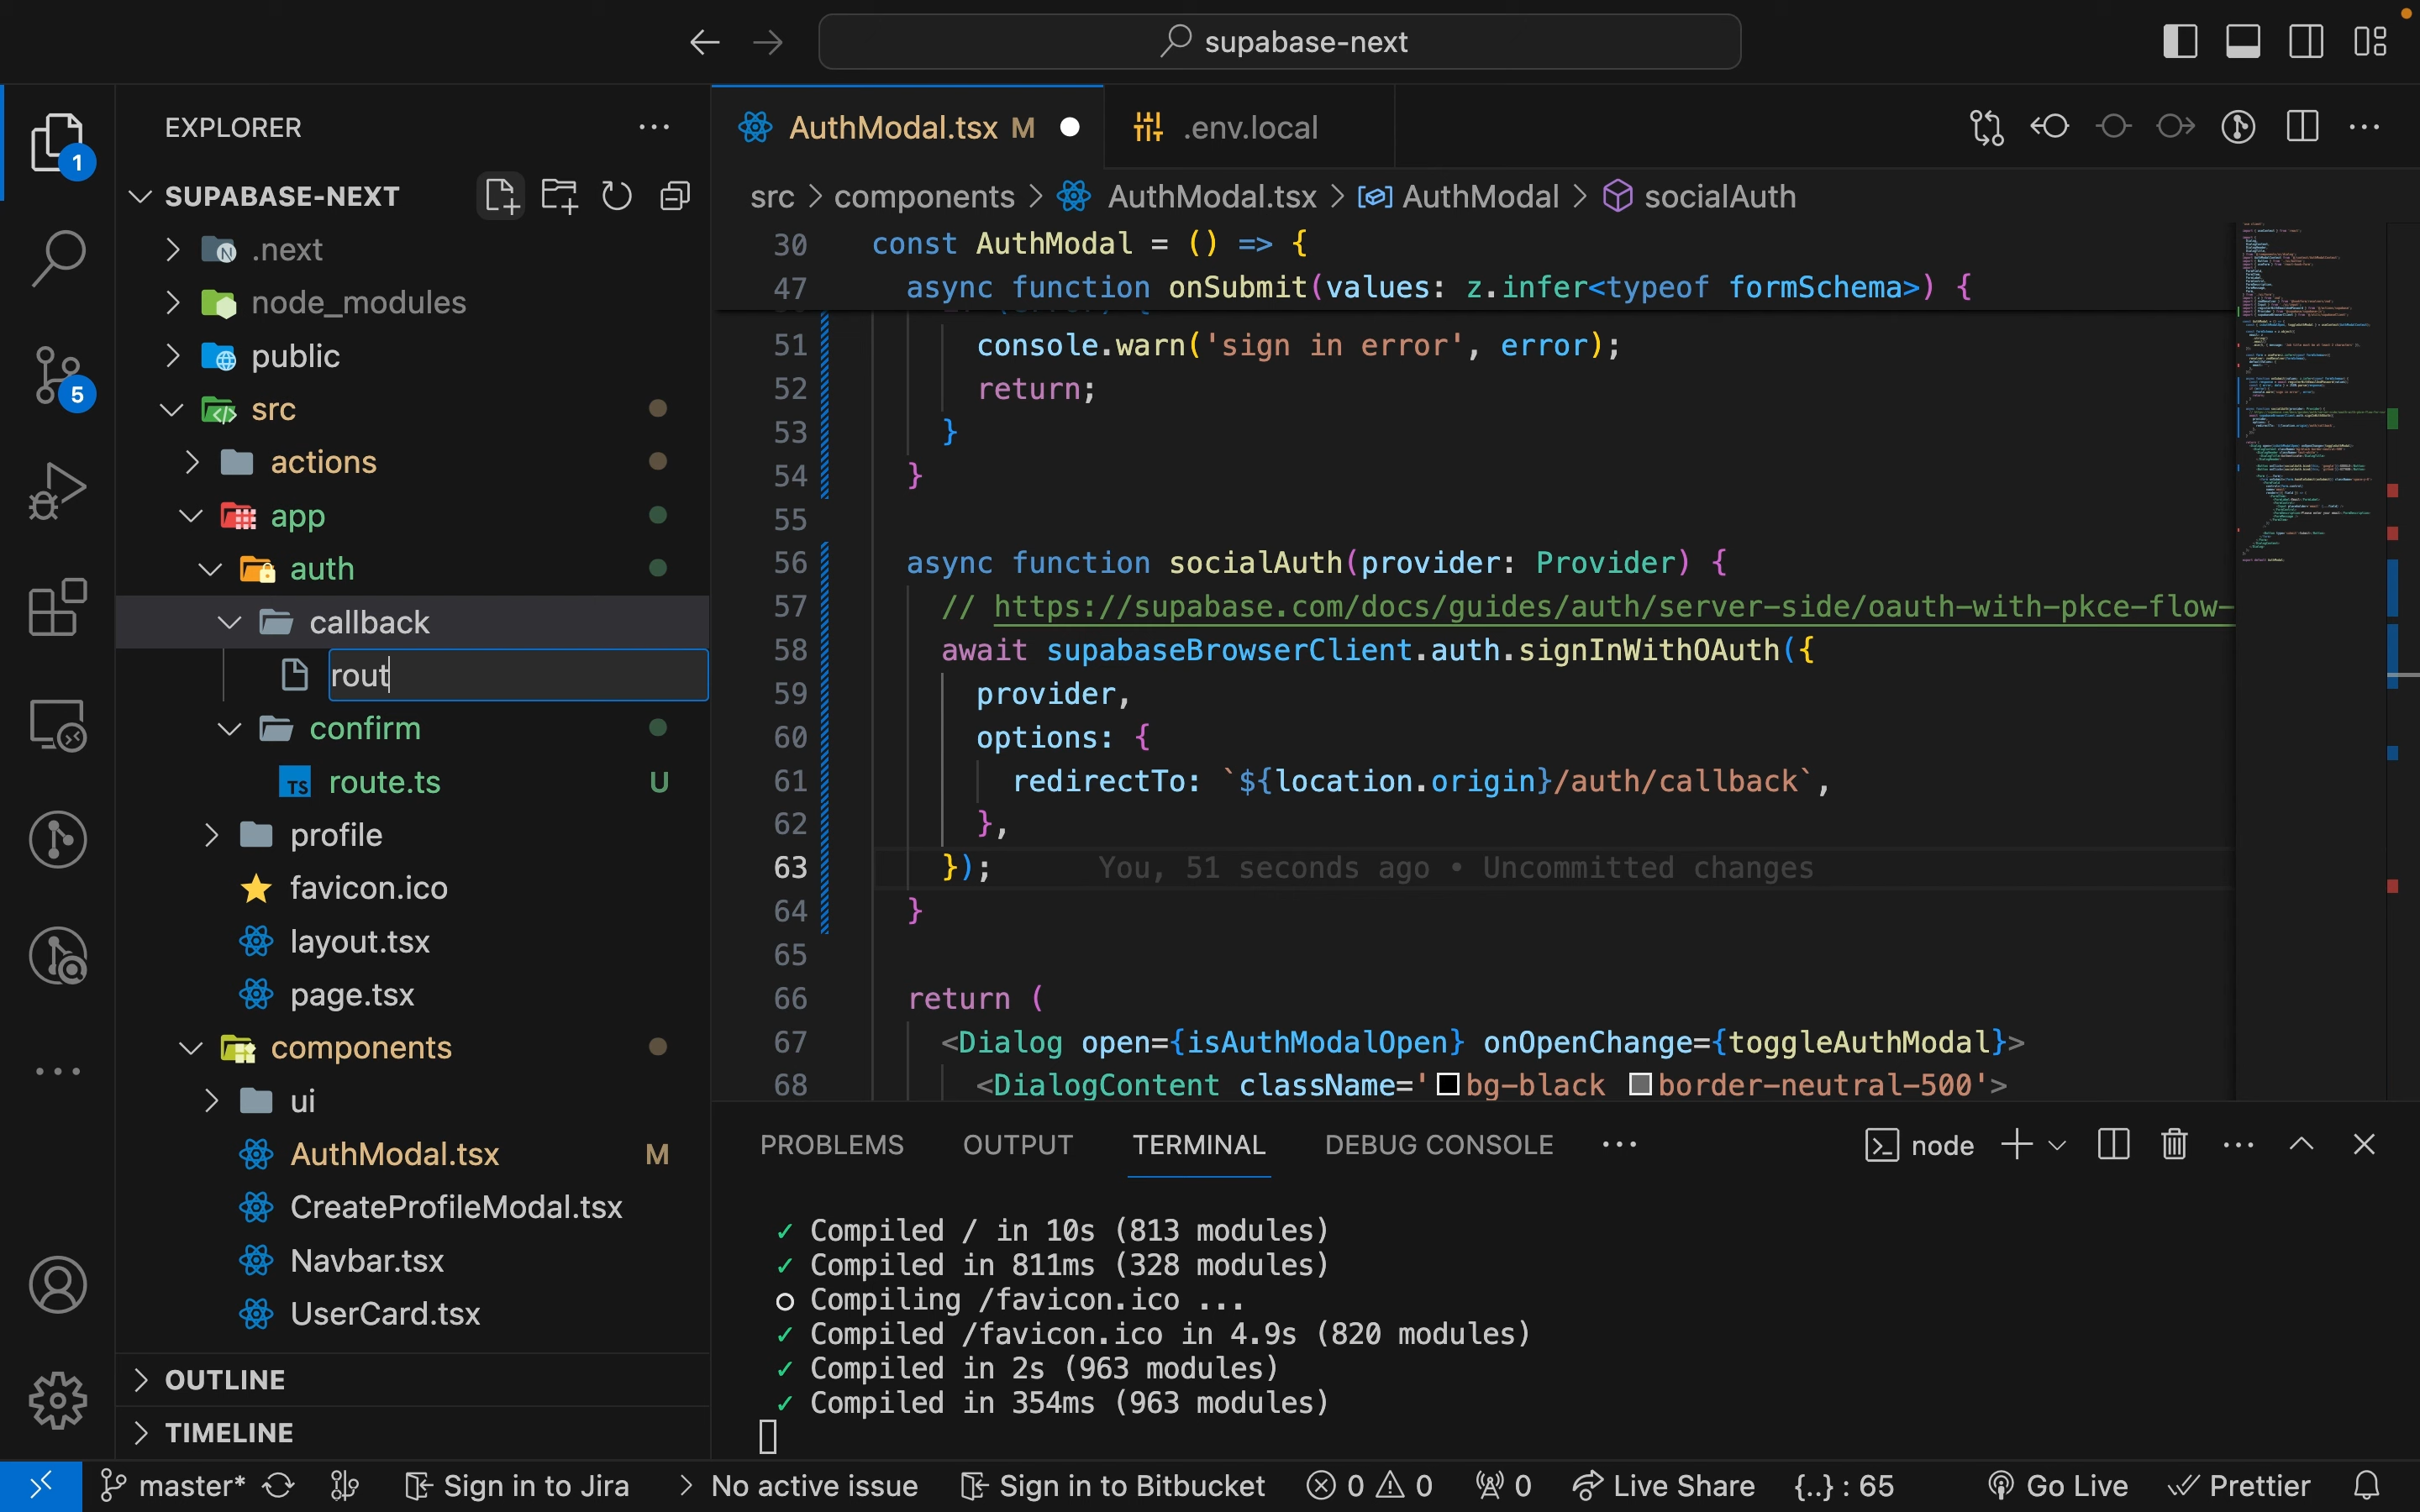 supabase-next
EXPLORER
1
SUPABASE-NEXT
.next
node_modules
public
src
actions
app
auth
callback
rout
confirm
TS route.ts U
profile
favicon.ico
layout.tsx
page.tsx
components
ui
AuthModal.tsx M
CreateProfileModal.tsx
Navbar.tsx
UserCard.tsx
OUTLINE
TIMELINE
5
AuthModal.tsx M
.env.local
src > components > AuthModal.tsx > AuthModal > socialAuth
30 const AuthModal = () => {
47 async function onSubmit(values: z.infer<typeof formSchema>) {
51 console.warn('sign in error', error);
52 return;
53 }
54 }
55
56 async function socialAuth(provider: Provider) {
57 // https://supabase.com/docs/guides/auth/server-side/oauth-with-pkce-flow-
58 await supabaseBrowserClient.auth.signInWithOAuth({
59 provider,
60 options: {
61 redirectTo: `${location.origin}/auth/callback`,
62 },
63 }); You, 51 seconds ago • Uncommitted changes
64 }
65
66 return (
67 <Dialog open={isAuthModalOpen} onOpenChange={toggleAuthModal}>
68 <DialogContent className='bg-black border-neutral-500'>
PROBLEMS OUTPUT TERMINAL DEBUG CONSOLE ··· node
✓ Compiled / in 10s (813 modules)
✓ Compiled in 811ms (328 modules)
○ Compiling /favicon.ico ...
✓ Compiled /favicon.ico in 4.9s (820 modules)
✓ Compiled in 2s (963 modules)
✓ Compiled in 354ms (963 modules)
master* Sign in to Jira > No active issue Sign in to Bitbucket 0 0 0 Live Share {..} : 65 Go Live Prettier